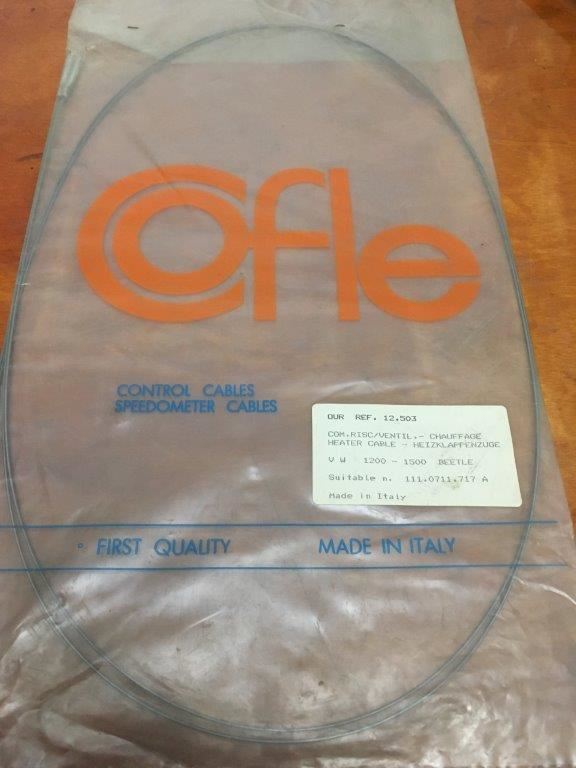 Cofle
CONTROL CABLES
SPEEDOMETER CABLES
OUR REF. 12.503
COM.RISC/VENTIL.- CHAUFFAGE
HEATER CABLE - HEIZKLAPPENZUGE
V W 1200 - 1500 BEETLE
Suitable n. 111.0711.717 A
Made in Italy
° FIRST QUALITY MADE IN ITALY